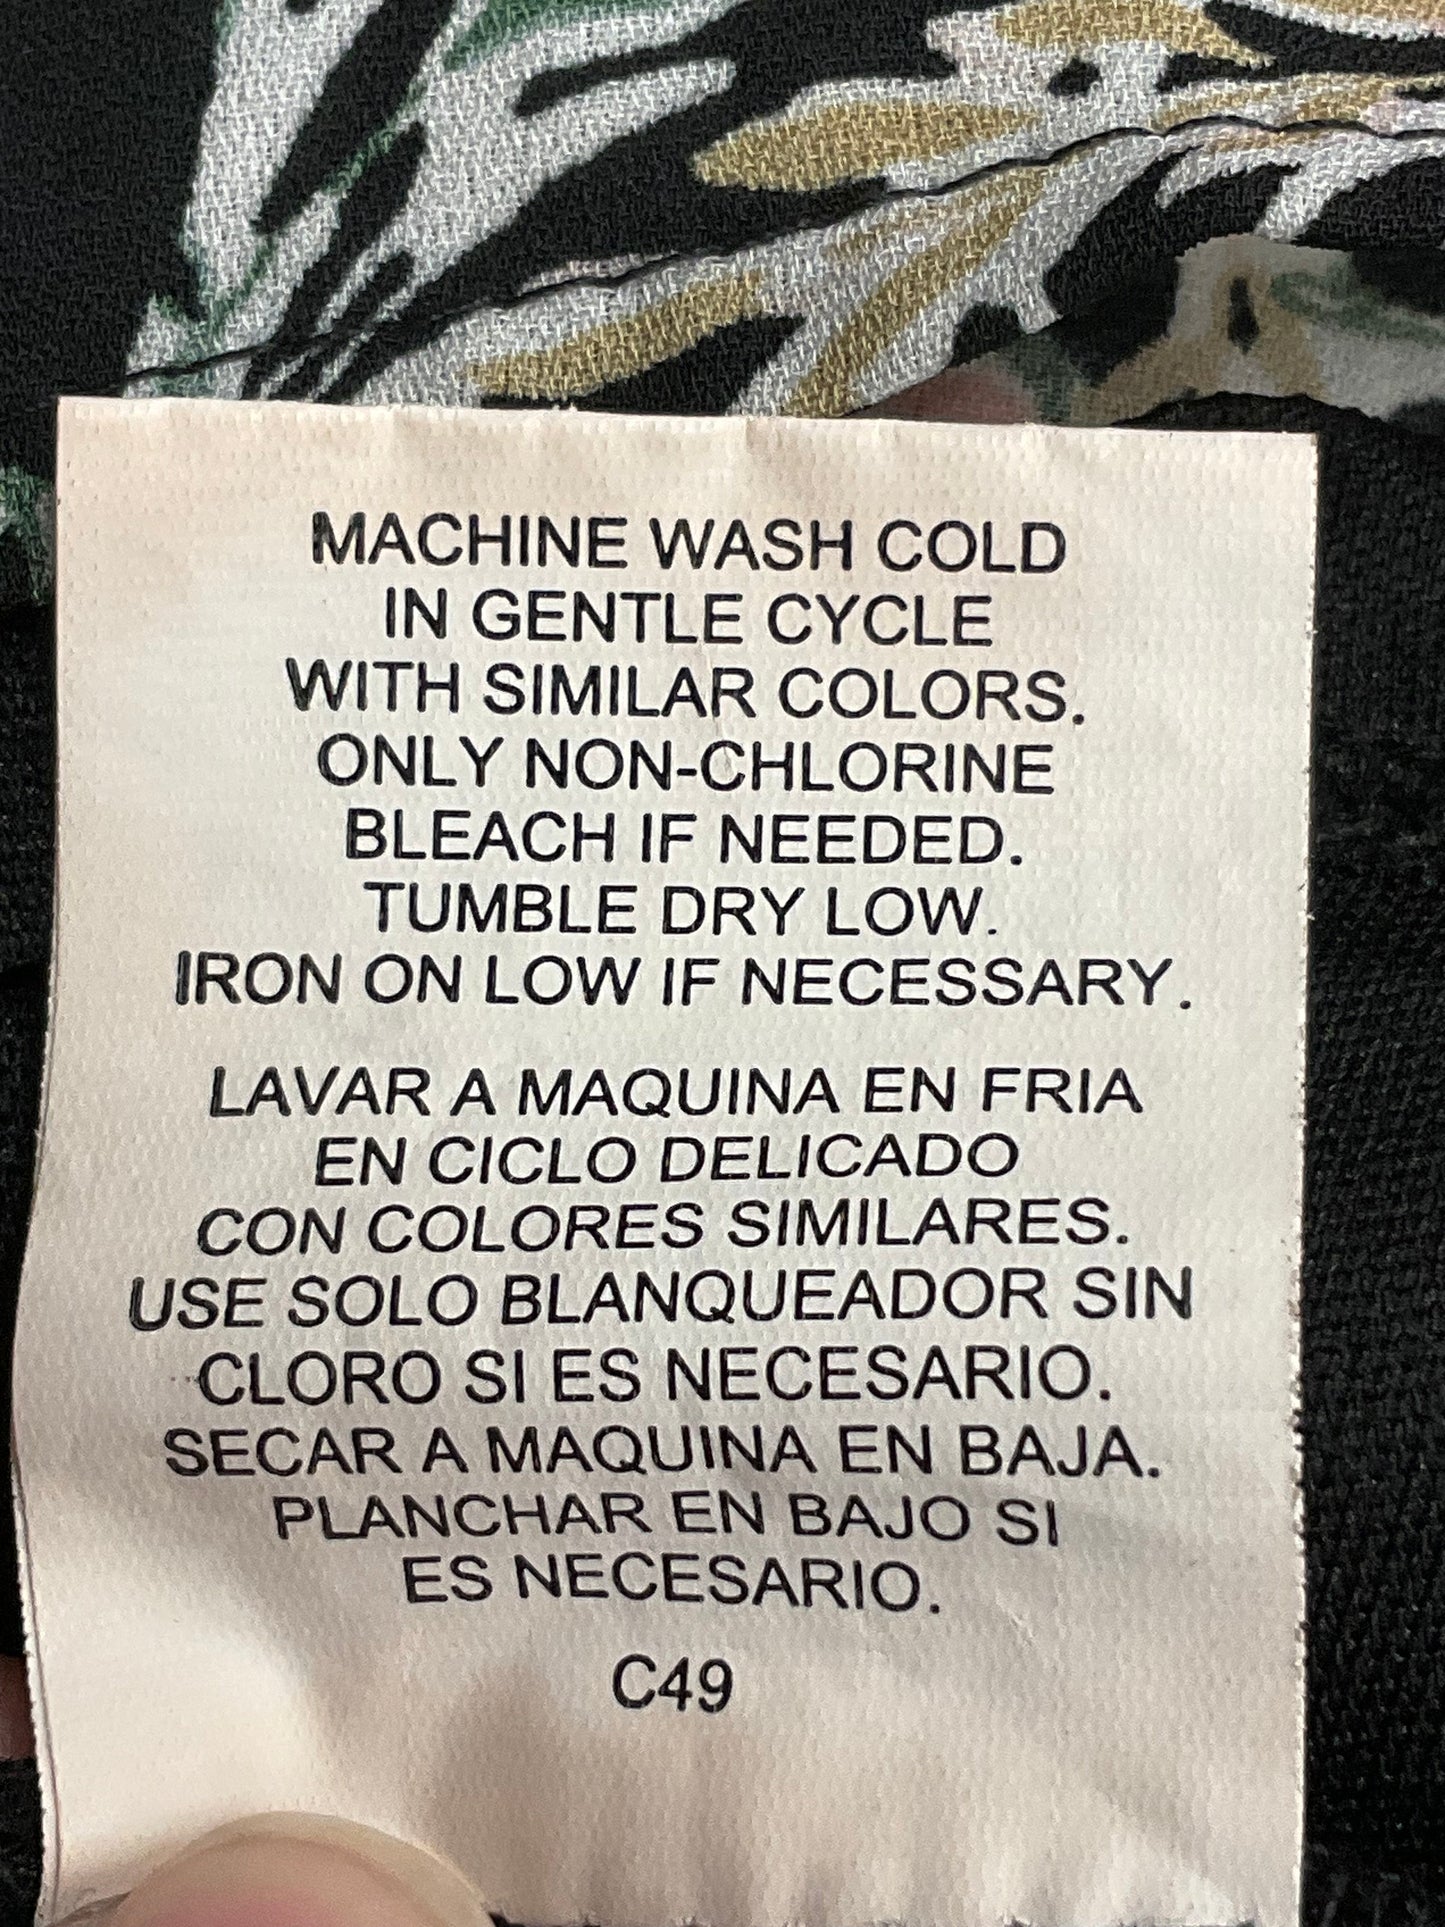 MACHINE WASH COLD
IN GENTLE CYCLE
WITH SIMILAR COLORS.
ONLY NON-CHLORINE
BLEACH IF NEEDED.
TUMBLE DRY LOW.
IRON ON LOW IF NECESSARY.
LAVAR A MAQUINA EN FRIA
EN CICLO DELICADO
CON COLORES SIMILARES.
USE SOLO BLANQUEADOR SIN
CLORO SI ES NECESARIO.
SECAR A MAQUINA EN BAJA.
PLANCHAR EN BAJO SI
ES NECESARIO.
C49